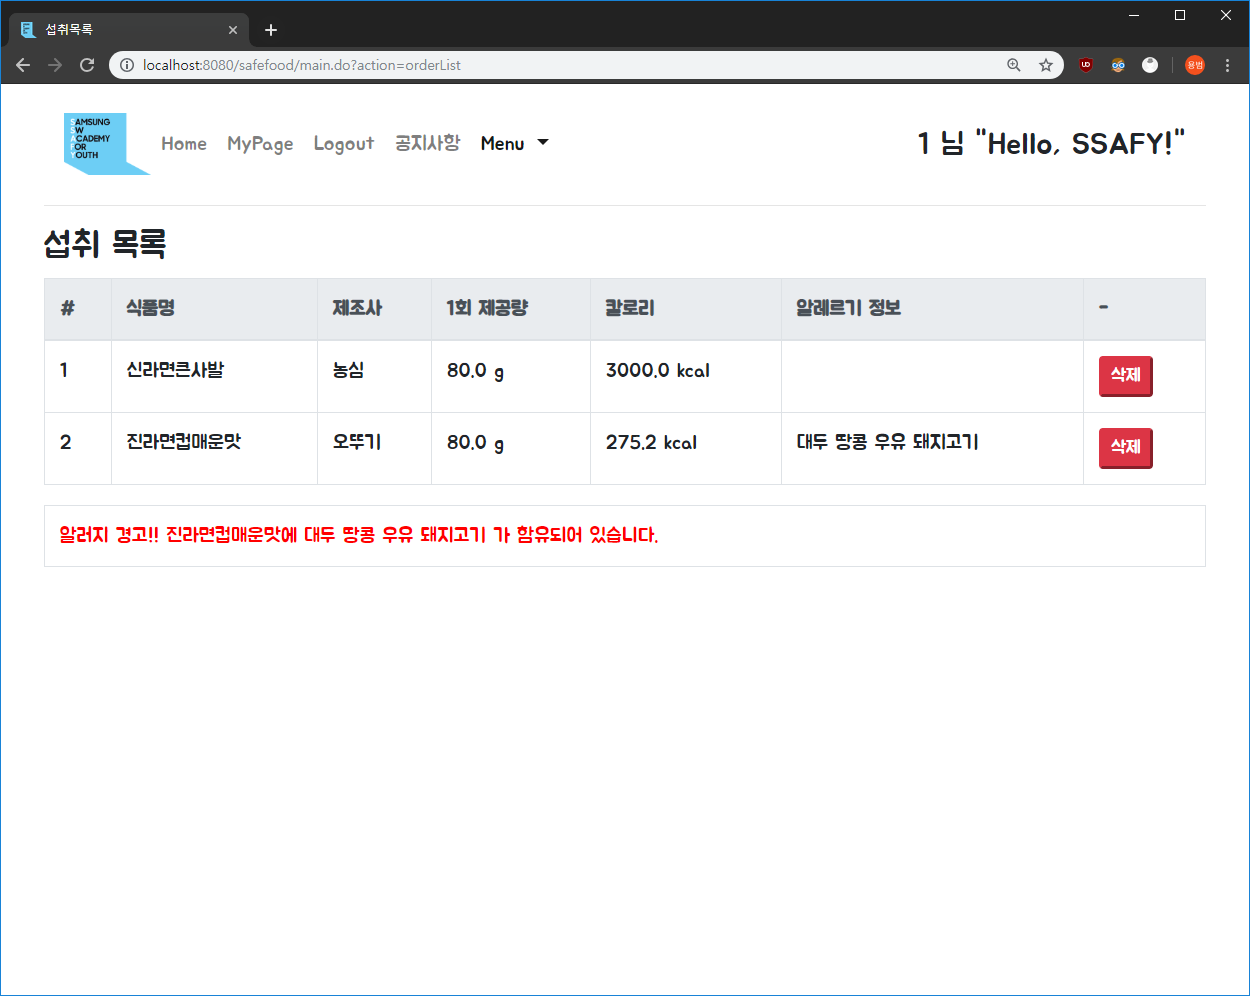 섭취목록
localhost:8080/safefood/main.do?action=orderList
용범
SAMSUNG
SW
ACADEMY
FOR
YOUTH
Home MyPage Logout 공지사항 Menu
1 님 "Hello, SSAFY!"
섭취 목록
# 식품명 제조사 1회 제공량 칼로리 알레르기 정보 -
1 신라면큰사발 농심 80.0 g 3000.0 kcal 삭제
2 진라면컵매운맛 오뚜기 80.0 g 275.2 kcal 대두 땅콩 우유 돼지고기 삭제
알러지 경고!! 진라면컵매운맛에 대두 땅콩 우유 돼지고기 가 함유되어 있습니다.